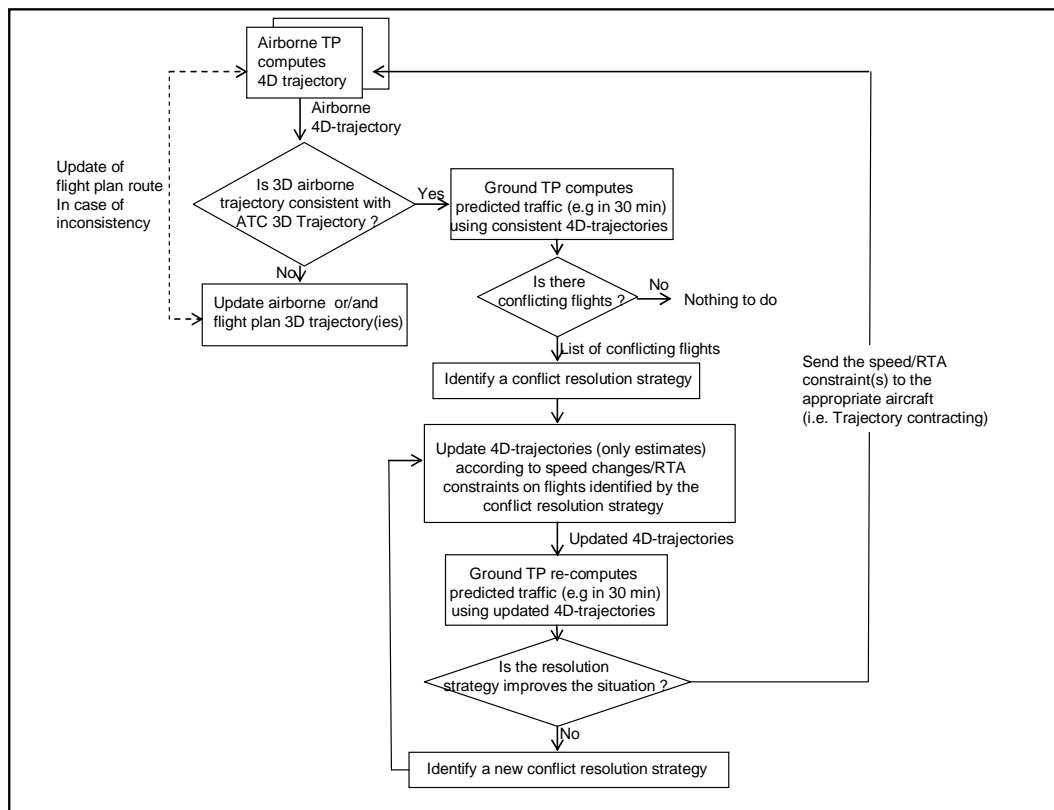 Airborne TP
computes
4D trajectory
Airborne
4D-trajectory
Update of
flight plan route
In case of
inconsistency
Is 3D airborne
trajectory consistent with
ATC 3D Trajectory ?
Yes
Ground TP computes
predicted traffic (e.g in 30 min)
using consistent 4D-trajectories
No
Update airborne or/and
flight plan 3D trajectory(ies)
Is there
conflicting flights ?
No
Nothing to do
List of conflicting flights
Identify a conflict resolution strategy
Send the speed/RTA
constraint(s) to the
appropriate aircraft
(i.e. Trajectory contracting)
Update 4D-trajectories (only estimates)
according to speed changes/RTA
constraints on flights identified by the
conflict resolution strategy
Updated 4D-trajectories
Ground TP re-computes
predicted traffic (e.g in 30 min)
using updated 4D-trajectories
Is the resolution
strategy improves the situation ?
No
Identify a new conflict resolution strategy